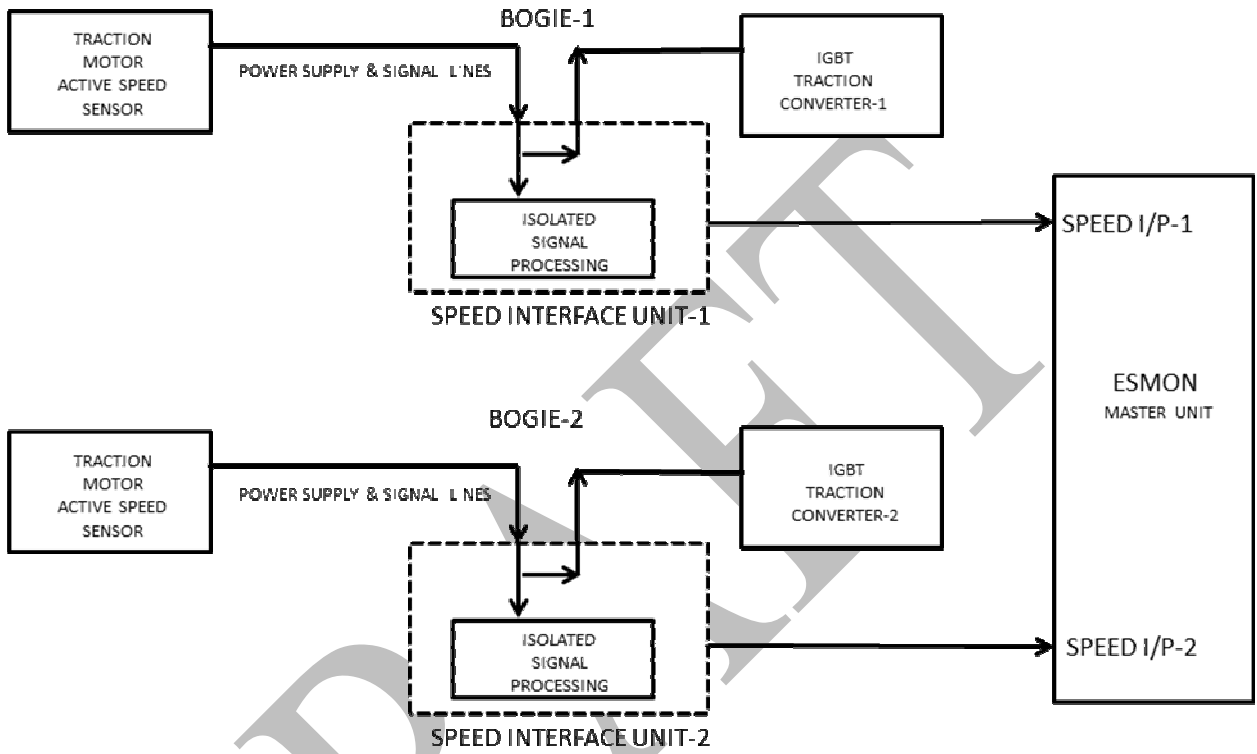 BOGIE-1
TRACTION
MOTOR
ACTIVE SPEED
SENSOR
POWER SUPPLY & SIGNAL LINES
IGBT
TRACTION
CONVERTER-1
ISOLATED
SIGNAL
PROCESSING
SPEED INTERFACE UNIT-1
SPEED I/P-1
ESMON
MASTER UNIT
BOGIE-2
TRACTION
MOTOR
ACTIVE SPEED
SENSOR
POWER SUPPLY & SIGNAL LINES
IGBT
TRACTION
CONVERTER-2
ISOLATED
SIGNAL
PROCESSING
SPEED INTERFACE UNIT-2
SPEED I/P-2
DRAFT